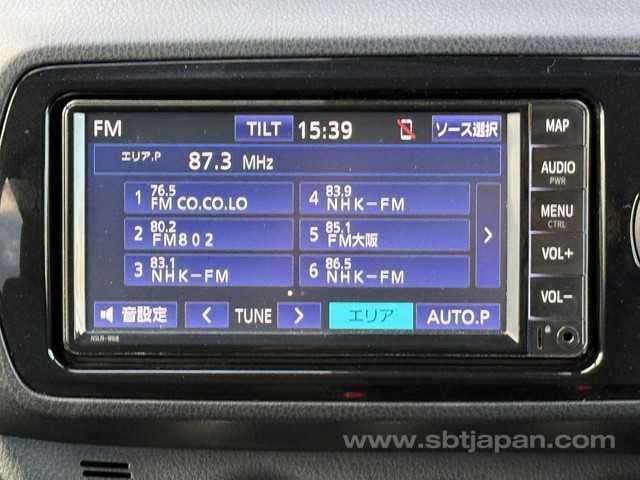 FM TILT 15:39 ソース選択
エリア.P 87.3 MHz
1 76.5 FM CO.CO.LO
4 83.9 NHK-FM
2 80.2 FM802
5 85.1 FM大阪
3 83.1 NHK-FM
6 86.5 NHK-FM
>
音設定 < TUNE > エリア AUTO.P
MAP
AUDIO
PWR
MENU
CTRL
VOL+
VOL-
NSLN-W68
www.sbtjapan.com